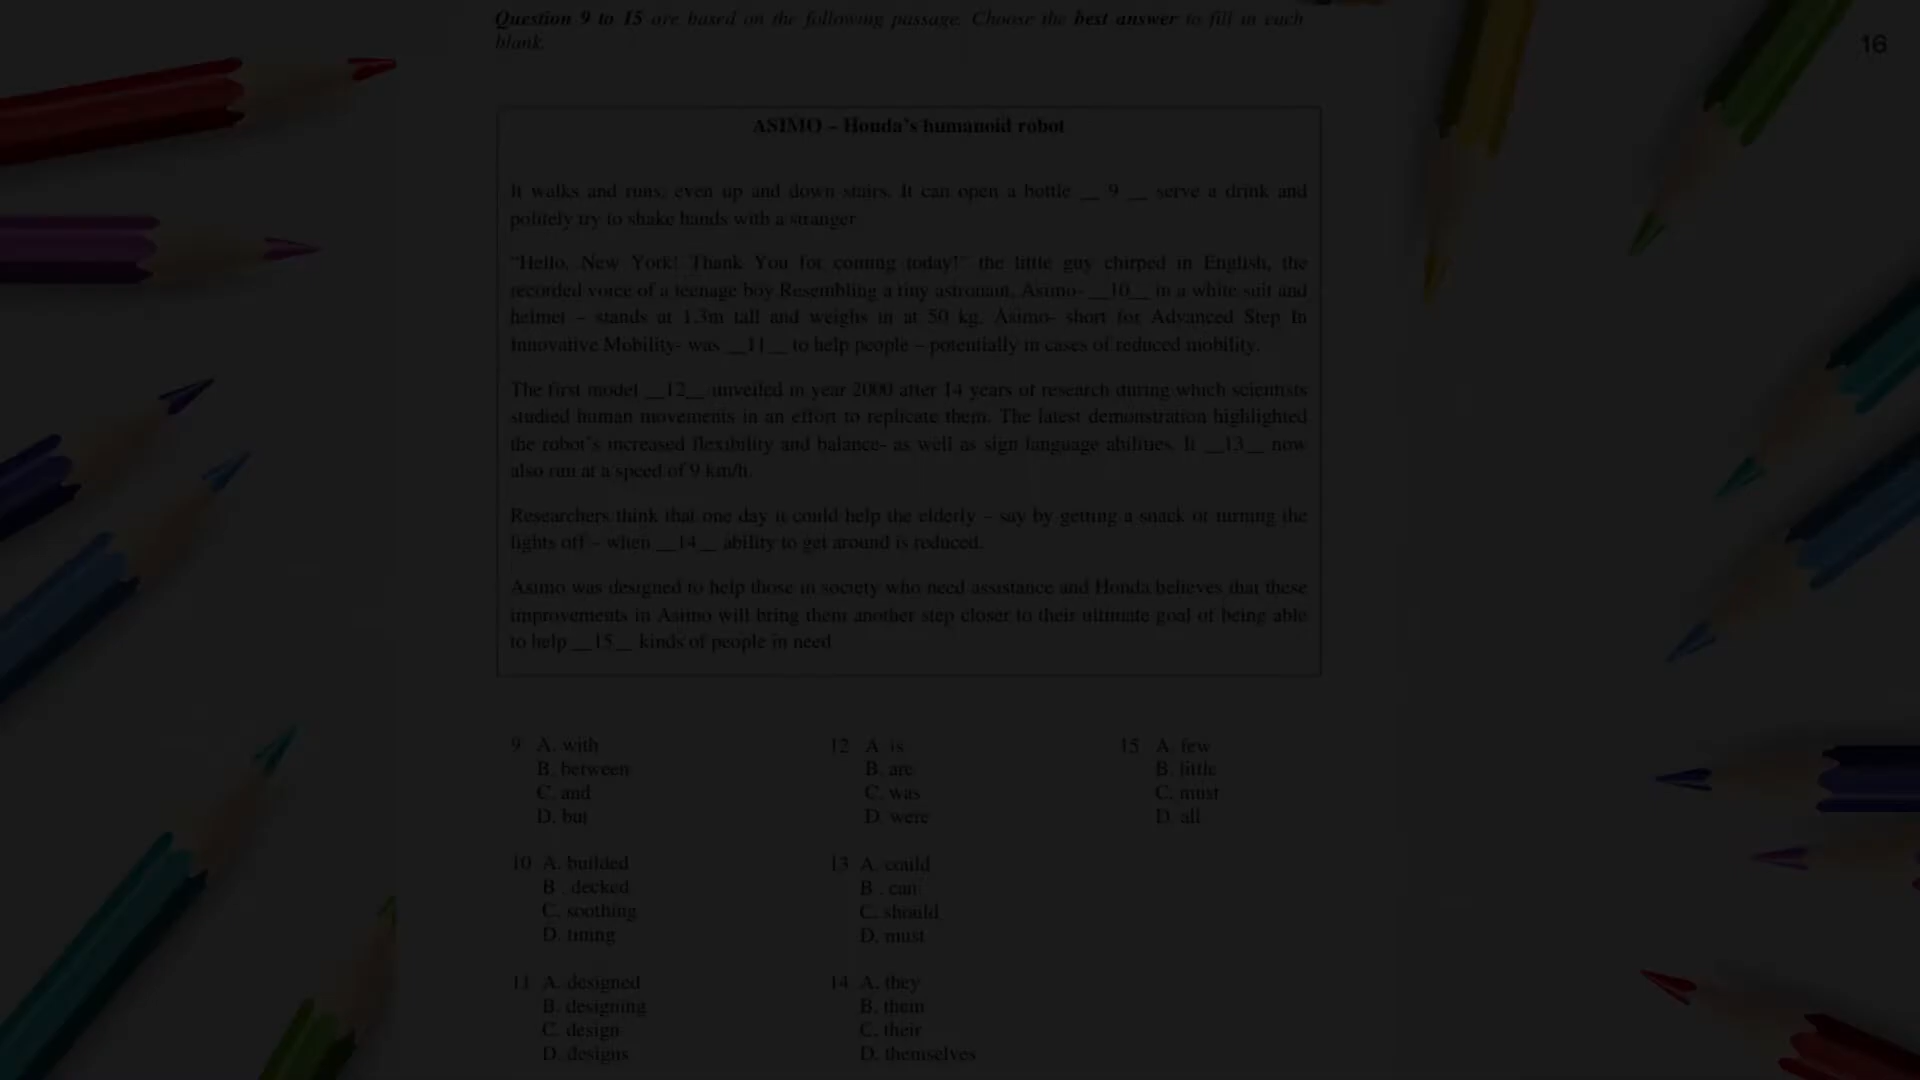 Question 9 to 15 are based on the following passage. Choose the best answer to fill in each
blank.
16
ASIMO – Honda's humanoid robot
It walks and runs, even up and down stairs. It can open a bottle __ 9 __ serve a drink and
politely try to shake hands with a stranger
"Hello, New York! Thank You for coming today!" the little guy chirped in English, the
recorded voice of a teenage boy Resembling a tiny astronaut, Asimo- __10__ in a white suit and
helmet – stands at 1.3m tall and weighs in at 50 kg. Asimo- short for Advanced Step In
Innovative Mobility- was __11__ to help people – potentially in cases of reduced mobility.
The first model __12__ unveiled in year 2000 after 14 years of research during which scientists
studied human movements in an effort to replicate them. The latest demonstration highlighted
the robot's increased flexibility and balance- as well as sign language abilities. It __13__ now
also run at a speed of 9 km/h.
Researchers think that one day it could help the elderly – say by getting a snack or turning the
lights off – when __14__ ability to get around is reduced.
Asimo was designed to help those in society who need assistance and Honda believes that these
improvements in Asimo will bring them another step closer to their ultimate goal of being able
to help __15__ kinds of people in need
9 A. with
B. between
C. and
D. but
10 A. builded
B . decked
C. soothing
D.
11 A. designed
B. designing
C. design
D. designs
12 A. is
B. are
C. was
D. were
13 A. could
B . can
C. should
D. must
14 A. they
B. them
C. their
D. themselves
15 A. few
B. little
C. must
D. all